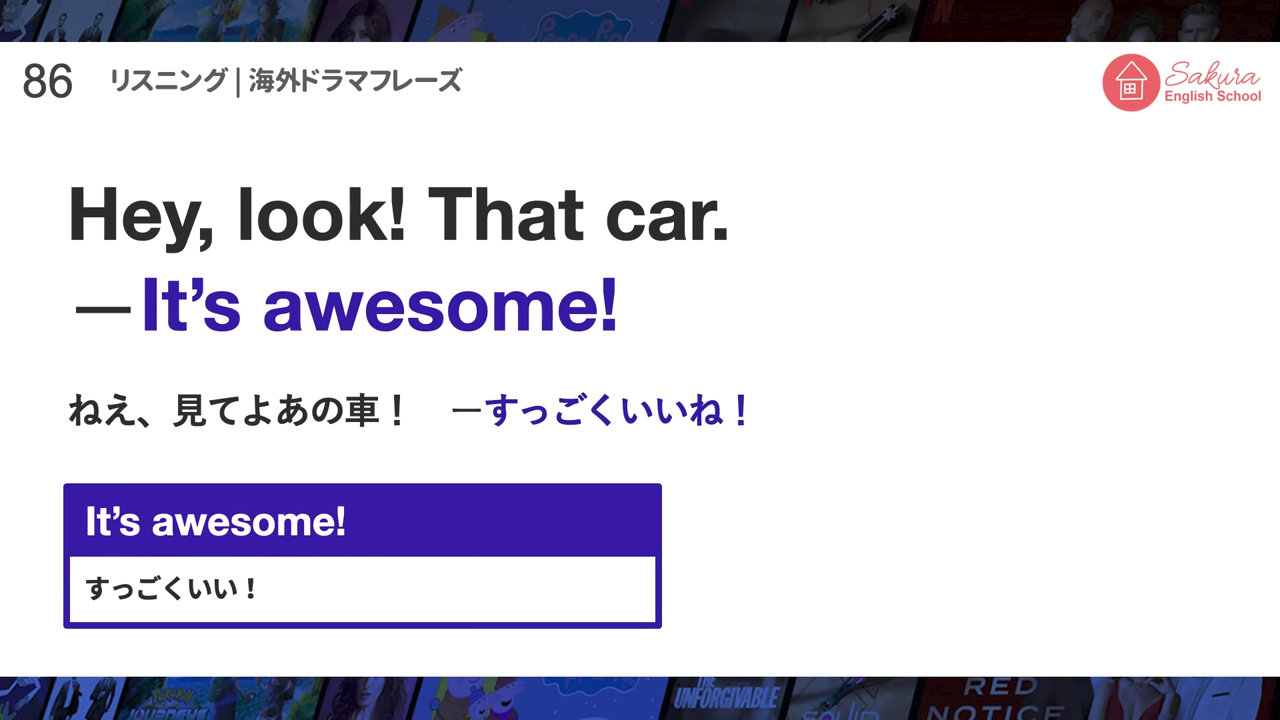 86 リスニング | 海外ドラマフレーズ
Sakura
English School
Hey, look! That car.
—It’s awesome!
ねえ、見てよあの車！　—すっごくいいね！
It’s awesome!
すっごくいい！
THE
UNFORGIVABLE
RED
NOTICE